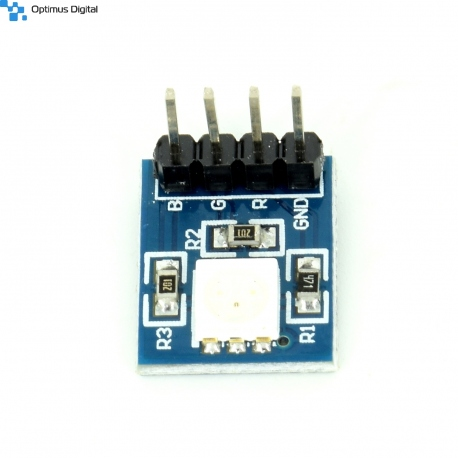 Optimus Digital
B G R GND
R2
201
201
471
R3
R1